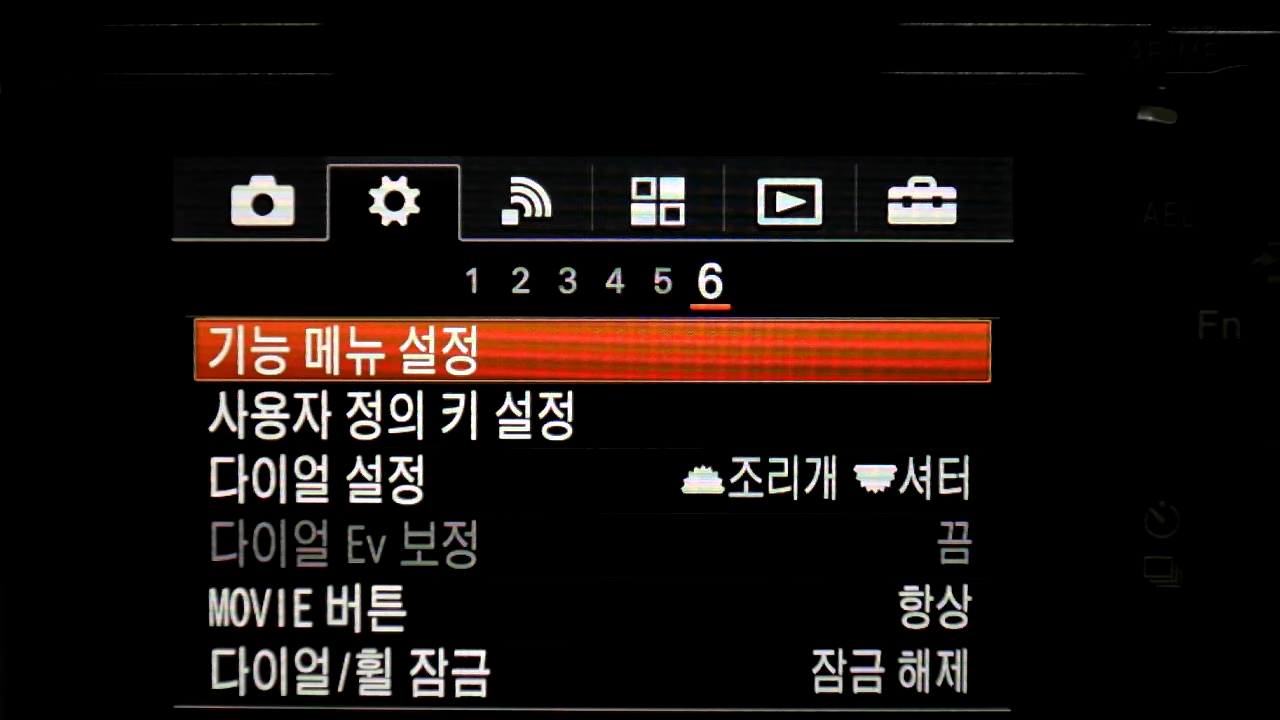 1 2 3 4 5 6
기능 메뉴 설정
사용자 정의 키 설정
다이얼 설정 조리개 셔터
다이얼 Ev 보정 끔
MOVIE 버튼 항상
다이얼/휠 잠금 잠금 해제
AEL
Fn